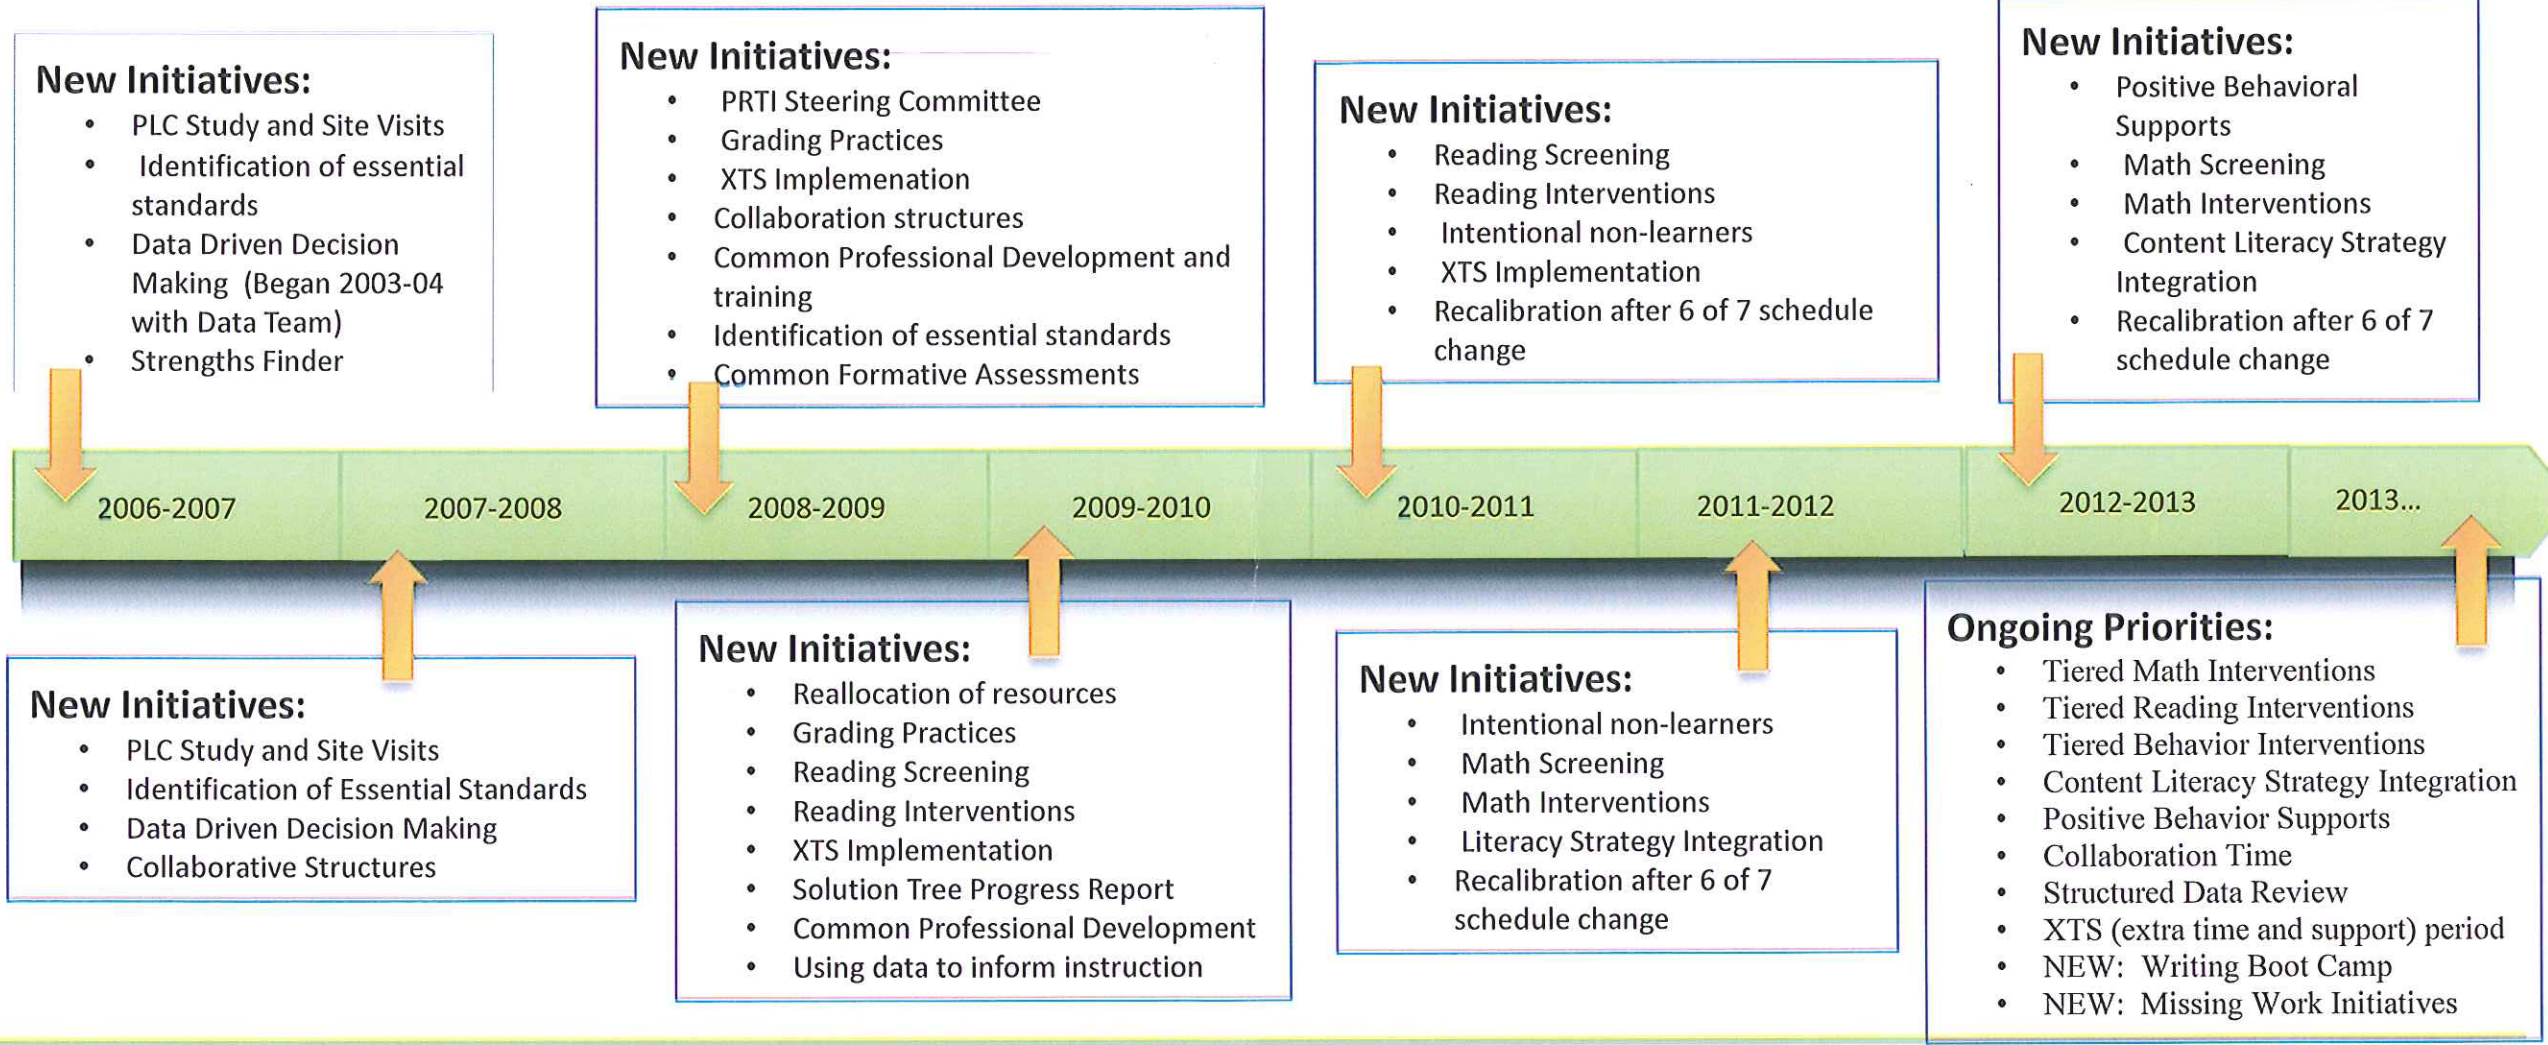 New Initiatives:
• PLC Study and Site Visits
• Identification of essential
standards
• Data Driven Decision
Making (Began 2003-04
with Data Team)
• Strengths Finder
New Initiatives:
• PRTI Steering Committee
• Grading Practices
• XTS Implemenation
• Collaboration structures
• Common Professional Development and
training
• Identification of essential standards
• Common Formative Assessments
New Initiatives:
• Reading Screening
• Reading Interventions
• Intentional non-learners
• XTS Implementation
• Recalibration after 6 of 7 schedule
change
New Initiatives:
• Positive Behavioral
Supports
• Math Screening
• Math Interventions
• Content Literacy Strategy
Integration
• Recalibration after 6 of 7
schedule change
2006-2007
2007-2008
2008-2009
2009-2010
2010-2011
2011-2012
2012-2013
2013...
New Initiatives:
• PLC Study and Site Visits
• Identification of Essential Standards
• Data Driven Decision Making
• Collaborative Structures
New Initiatives:
• Reallocation of resources
• Grading Practices
• Reading Screening
• Reading Interventions
• XTS Implementation
• Solution Tree Progress Report
• Common Professional Development
• Using data to inform instruction
New Initiatives:
• Intentional non-learners
• Math Screening
• Math Interventions
• Literacy Strategy Integration
• Recalibration after 6 of 7
schedule change
Ongoing Priorities:
• Tiered Math Interventions
• Tiered Reading Interventions
• Tiered Behavior Interventions
• Content Literacy Strategy Integration
• Positive Behavior Supports
• Collaboration Time
• Structured Data Review
• XTS (extra time and support) period
• NEW: Writing Boot Camp
• NEW: Missing Work Initiatives